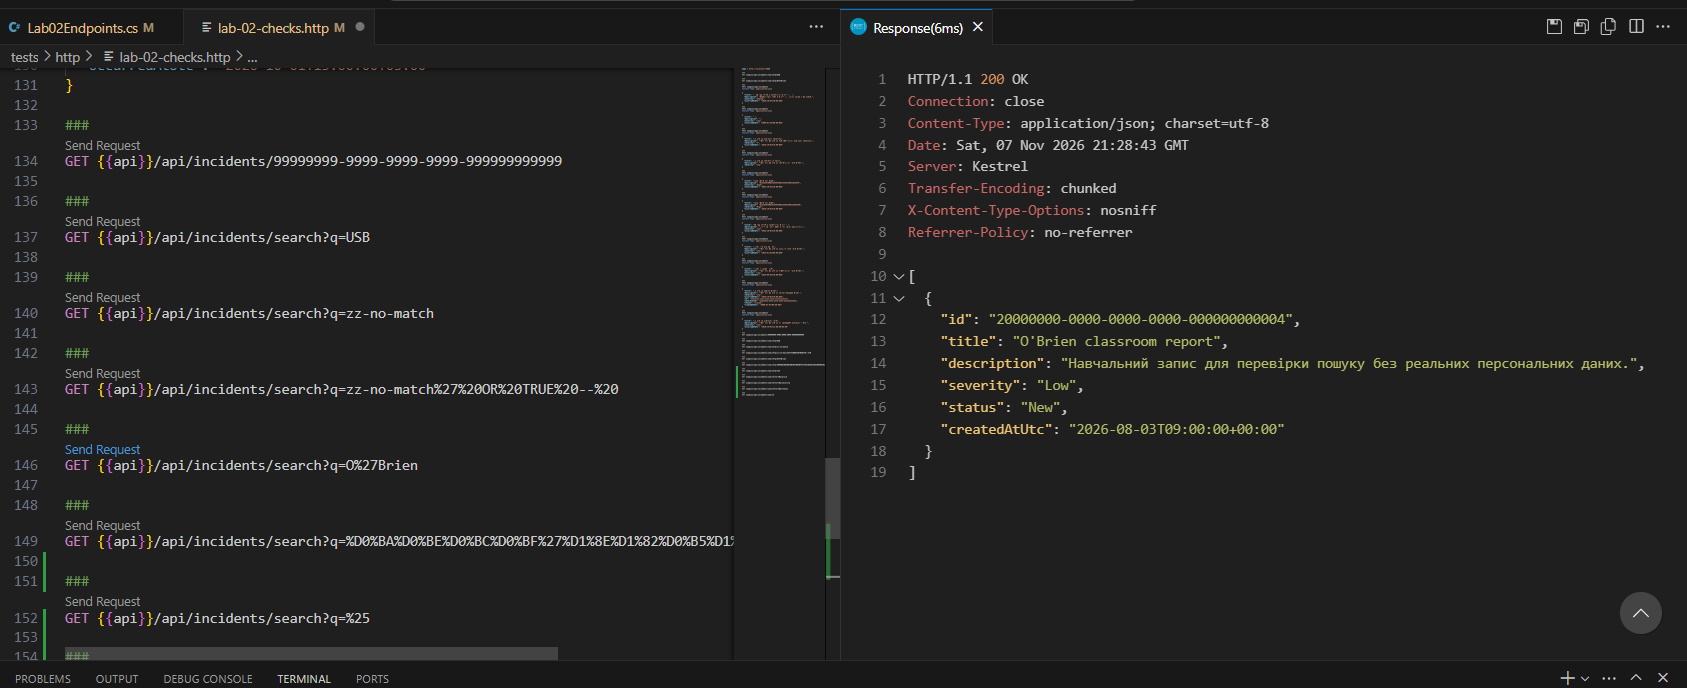 Lab02Endpoints.cs M
lab-02-checks.http M
Response(6ms)
tests > http > lab-02-checks.http > ...
131 }
132
133 ###
Send Request
134 GET {{api}}/api/incidents/99999999-9999-9999-9999-999999999999
135
136 ###
Send Request
137 GET {{api}}/api/incidents/search?q=USB
138
139 ###
Send Request
140 GET {{api}}/api/incidents/search?q=zz-no-match
141
142 ###
Send Request
143 GET {{api}}/api/incidents/search?q=zz-no-match%27%20OR%20TRUE%20--%20
144
145 ###
Send Request
146 GET {{api}}/api/incidents/search?q=O%27Brien
147
148 ###
Send Request
149 GET {{api}}/api/incidents/search?q=%D0%BA%D0%BE%D0%BC%D0%BF%27%D1%8E%D1%82%D0%B5%D1%
150
151 ###
Send Request
152 GET {{api}}/api/incidents/search?q=%25
153
154 ###
1 HTTP/1.1 200 OK
2 Connection: close
3 Content-Type: application/json; charset=utf-8
4 Date: Sat, 07 Nov 2026 21:28:43 GMT
5 Server: Kestrel
6 Transfer-Encoding: chunked
7 X-Content-Type-Options: nosniff
8 Referrer-Policy: no-referrer
9
10 [
11 {
12 "id": "20000000-0000-0000-0000-000000000004",
13 "title": "O'Brien classroom report",
14 "description": "Навчальний запис для перевірки пошуку без реальних персональних даних.",
15 "severity": "Low",
16 "status": "New",
17 "createdAtUtc": "2026-08-03T09:00:00+00:00"
18 }
19 ]
PROBLEMS OUTPUT DEBUG CONSOLE TERMINAL PORTS